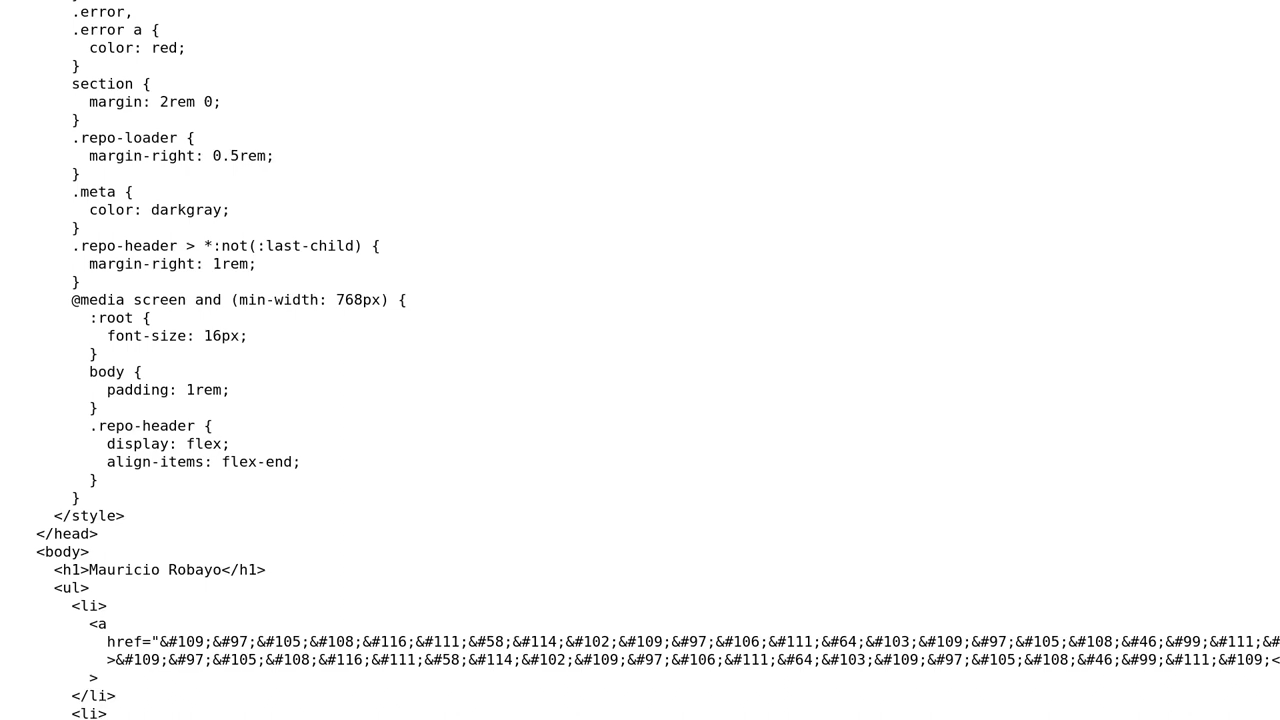 .error,
.error a {
color: red;
}
section {
margin: 2rem 0;
}
.repo-loader {
margin-right: 0.5rem;
}
.meta {
color: darkgray;
}
.repo-header > *:not(:last-child) {
margin-right: 1rem;
}
@media screen and (min-width: 768px) {
:root {
font-size: 16px;
}
body {
padding: 1rem;
}
.repo-header {
display: flex;
align-items: flex-end;
}
}
</style>
</head>
<body>
<h1>Mauricio Robayo</h1>
<ul>
<li>
<a
href="&#109;&#97;&#105;&#108;&#116;&#111;&#58;&#114;&#102;&#109;&#97;&#106;&#111;&#64;&#103;&#109;&#97;&#105;&#108;&#46;&#99;&#111;&#
>&#109;&#97;&#105;&#108;&#116;&#111;&#58;&#114;&#102;&#109;&#97;&#106;&#111;&#64;&#103;&#109;&#97;&#105;&#108;&#46;&#99;&#111;&#109;<
>
</li>
<li>